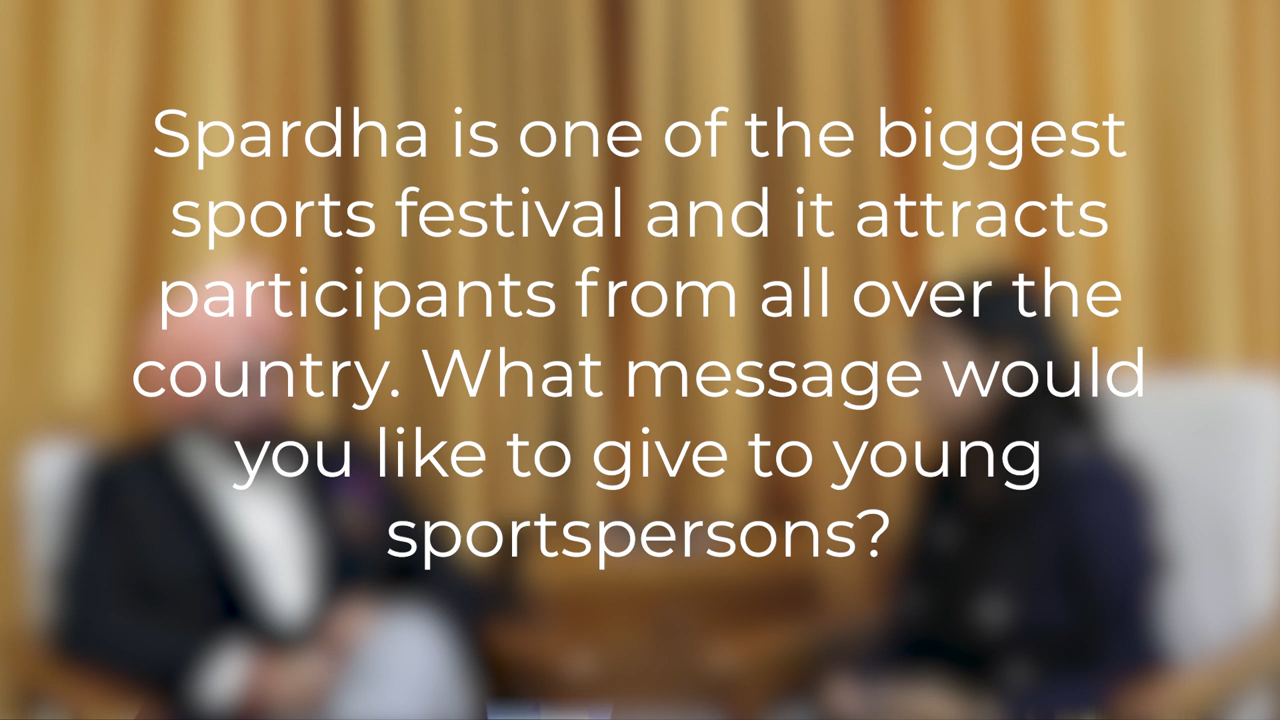 Spardha is one of the biggest
sports festival and it attracts
participants from all over the
country. What message would
you like to give to young
sportspersons?